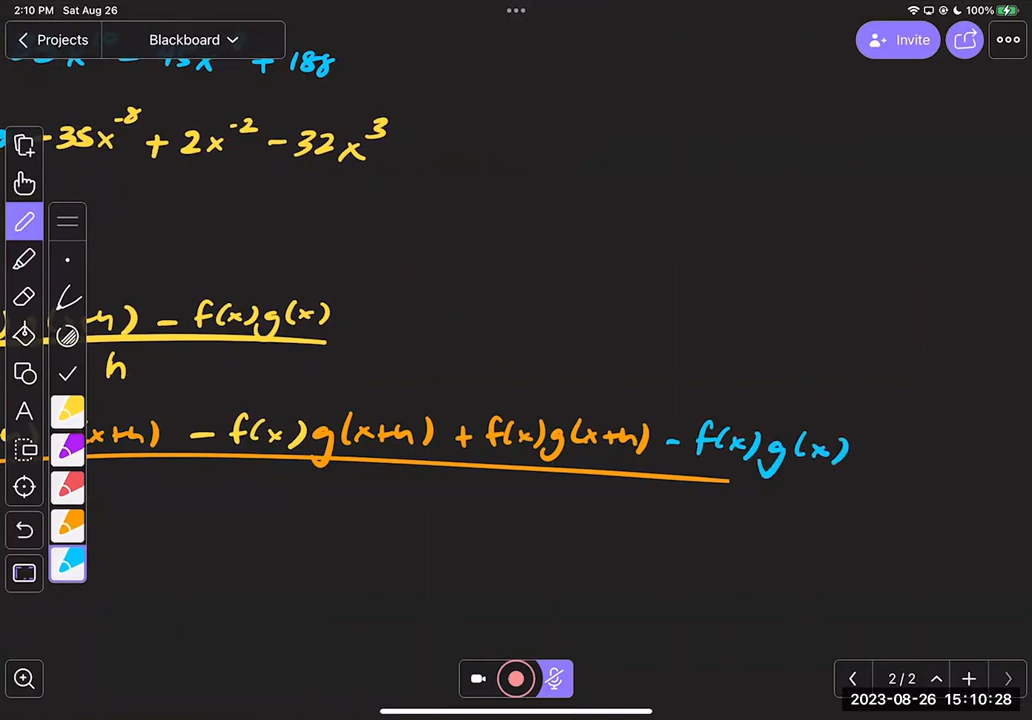 2:10 PM Sat Aug 26
100%
Projects
Blackboard
Invite
+ 188
-35x^-8 + 2x^-2 - 32x^3
h) - f(x)g(x)
h
x+h) - f(x)g(x+h) + f(x)g(x+h) - f(x)g(x)
A
2 / 2
2023-08-26 15:10:28